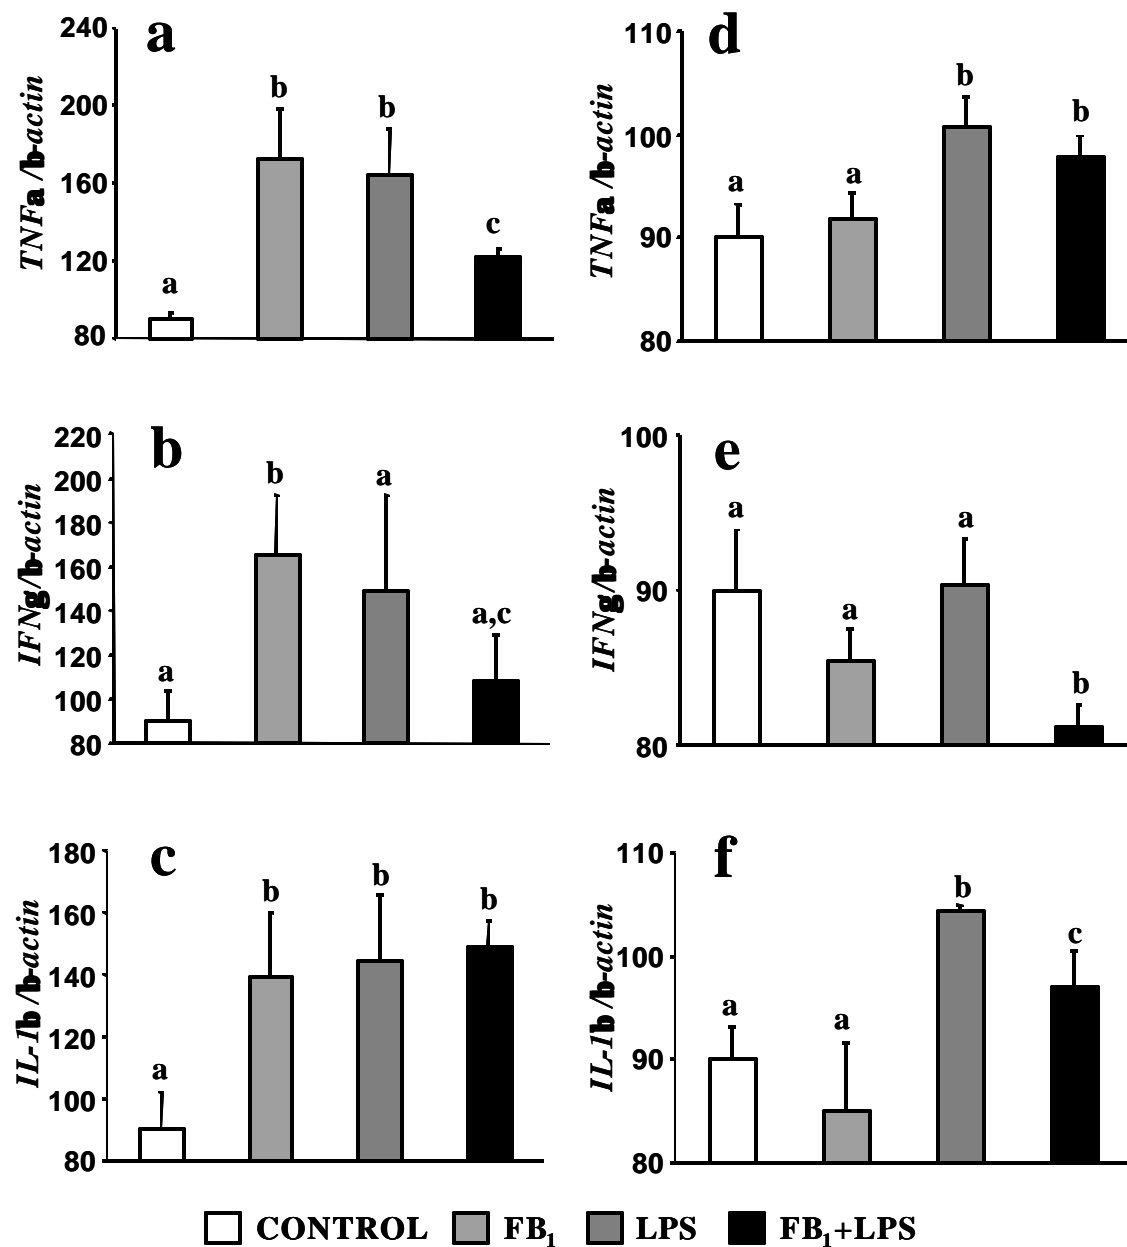 a
240
200
160
120
80
TNFa /b-actin
a
b
b
c
d
110
100
90
80
TNFa /b-actin
a
a
b
b
b
220
200
180
160
140
120
100
80
IFNg/b-actin
a
b
a
a,c
e
100
90
80
IFNg/b-actin
a
a
a
b
c
180
160
140
120
100
80
IL-1b /b-actin
a
b
b
b
f
110
100
90
80
IL-1b /b-actin
a
a
b
c
CONTROL FB₁ LPS FB₁+LPS